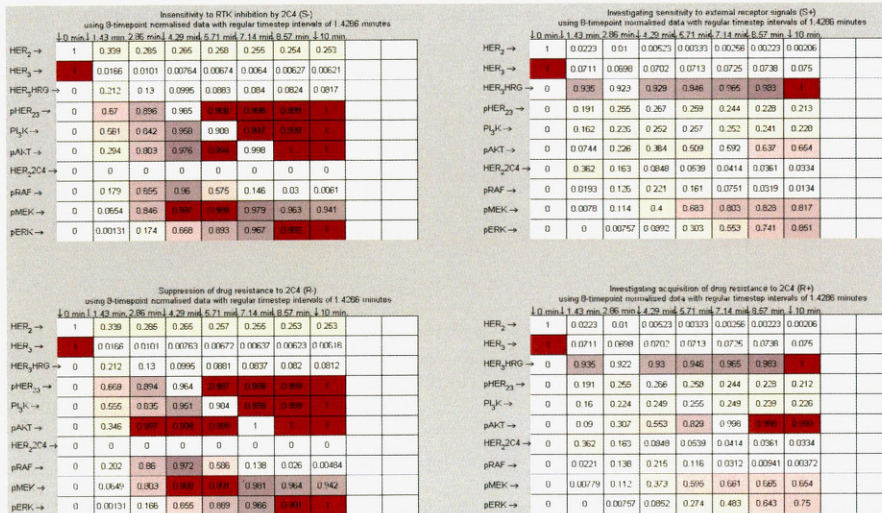 Insensitivity to RTK inhibition by 2C4 (S-)
using 8-timepoint normalised data with regular timestep intervals of 1.4286 minutes
↓0 min↓ 1.43 min 2.86 min↓ 4.29 min↓ 5.71 min↓ 7.14 min↓ 8.57 min↓ 10 min
HER2 → 1 0.339 0.285 0.265 0.258 0.255 0.254 0.253
HER3 → 0.0166 0.0101 0.00764 0.00674 0.0064 0.00627 0.00621
HER3HRG → 0 0.212 0.13 0.0995 0.0883 0.084 0.0824 0.0817
pHER23 → 0 0.67 0.896 0.965
PI3K → 0 0.561 0.842 0.958 0.908
pAKT → 0 0.294 0.803 0.976 0.998
HER22C4 → 0 0 0 0 0 0 0 0
pRAF → 0 0.179 0.855 0.96 0.575 0.146 0.03 0.0061
pMEK → 0 0.0554 0.846 0.979 0.963 0.941
pERK → 0 0.00131 0.174 0.668 0.893 0.967
Investigating sensitivity to external receptor signals (S+)
using 8-timepoint normalised data with regular timestep intervals of 1.4286 minutes
↓0 min↓ 1.43 min 2.86 min↓ 4.29 min↓ 5.71 min↓ 7.14 min↓ 8.57 min↓ 10 min
HER2 → 1 0.0223 0.01 0.00523 0.00333 0.00256 0.00223 0.00206
HER3 → 0.0711 0.0698 0.0702 0.0713 0.0725 0.0738 0.075
HER3HRG → 0 0.935 0.923 0.929 0.946 0.965 0.983
pHER23 → 0 0.191 0.255 0.267 0.259 0.244 0.228 0.213
PI3K → 0 0.162 0.226 0.252 0.257 0.252 0.241 0.228
pAKT → 0 0.0744 0.226 0.384 0.509 0.592 0.637 0.654
HER22C4 → 0 0.362 0.163 0.0848 0.0539 0.0414 0.0361 0.0334
pRAF → 0 0.0193 0.126 0.221 0.161 0.0751 0.0319 0.0134
pMEK → 0 0.0078 0.114 0.4 0.683 0.803 0.828 0.817
pERK → 0 0 0.00757 0.0892 0.303 0.553 0.741 0.851
Suppression of drug resistance to 2C4 (R-)
using 8-timepoint normalised data with regular timestep intervals of 1.4286 minutes
↓0 min↓ 1.43 min 2.86 min↓ 4.29 min↓ 5.71 min↓ 7.14 min↓ 8.57 min↓ 10 min
HER2 → 1 0.339 0.285 0.265 0.257 0.255 0.253 0.253
HER3 → 0.0166 0.0101 0.00763 0.00672 0.00637 0.00623 0.00618
HER3HRG → 0 0.212 0.13 0.0995 0.0881 0.0837 0.082 0.0812
pHER23 → 0 0.669 0.894 0.964
PI3K → 0 0.555 0.835 0.951 0.904
pAKT → 0 0.346 1
HER22C4 → 0 0 0 0 0 0 0 0
pRAF → 0 0.202 0.86 0.972 0.586 0.138 0.026 0.00484
pMEK → 0 0.0649 0.803 0.981 0.964 0.942
pERK → 0 0.00131 0.166 0.655 0.889 0.966
Investigating acquisition of drug resistance to 2C4 (R+)
using 8-timepoint normalised data with regular timestep intervals of 1.4286 minutes
↓0 min↓ 1.43 min 2.86 min↓ 4.29 min↓ 5.71 min↓ 7.14 min↓ 8.57 min↓ 10 min
HER2 → 1 0.0223 0.01 0.00523 0.00333 0.00256 0.00223 0.00206
HER3 → 0.0711 0.0698 0.0702 0.0713 0.0725 0.0738 0.075
HER3HRG → 0 0.935 0.922 0.93 0.946 0.965 0.983
pHER23 → 0 0.191 0.255 0.266 0.258 0.244 0.228 0.212
PI3K → 0 0.16 0.224 0.249 0.255 0.249 0.239 0.226
pAKT → 0 0.09 0.307 0.553 0.829 0.998
HER22C4 → 0 0.362 0.163 0.0848 0.0539 0.0414 0.0361 0.0334
pRAF → 0 0.0221 0.138 0.215 0.116 0.0312 0.00941 0.00372
pMEK → 0 0.00779 0.112 0.373 0.595 0.661 0.665 0.654
pERK → 0 0 0.00757 0.0852 0.274 0.483 0.643 0.75